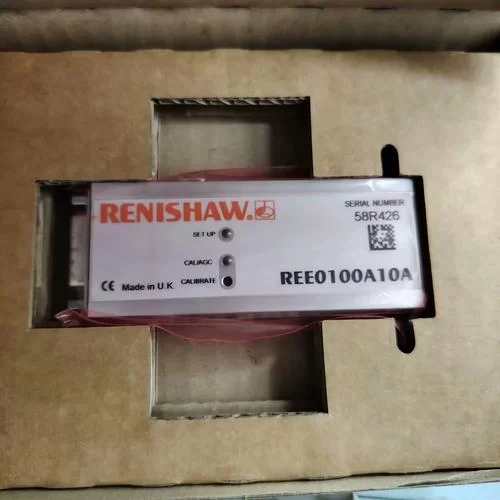 RENISHAW
SERIAL NUMBER
58R426
SET UP
CAL/AGC
CALIBRATE
CE Made in U.K
REE0100A10A